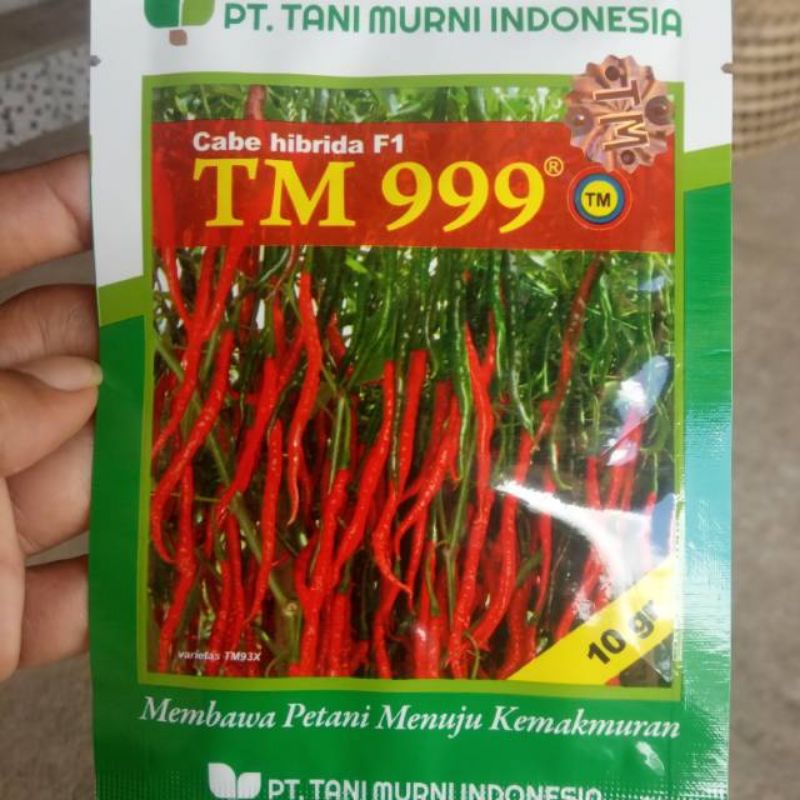 PT. TANI MURNI INDONESIA
TM
Cabe hibrida F1
TM 999®
TM
10 gr
varietas TM93X
Membawa Petani Menuju Kemakmuran
PT. TANI MURNI INDONESIA